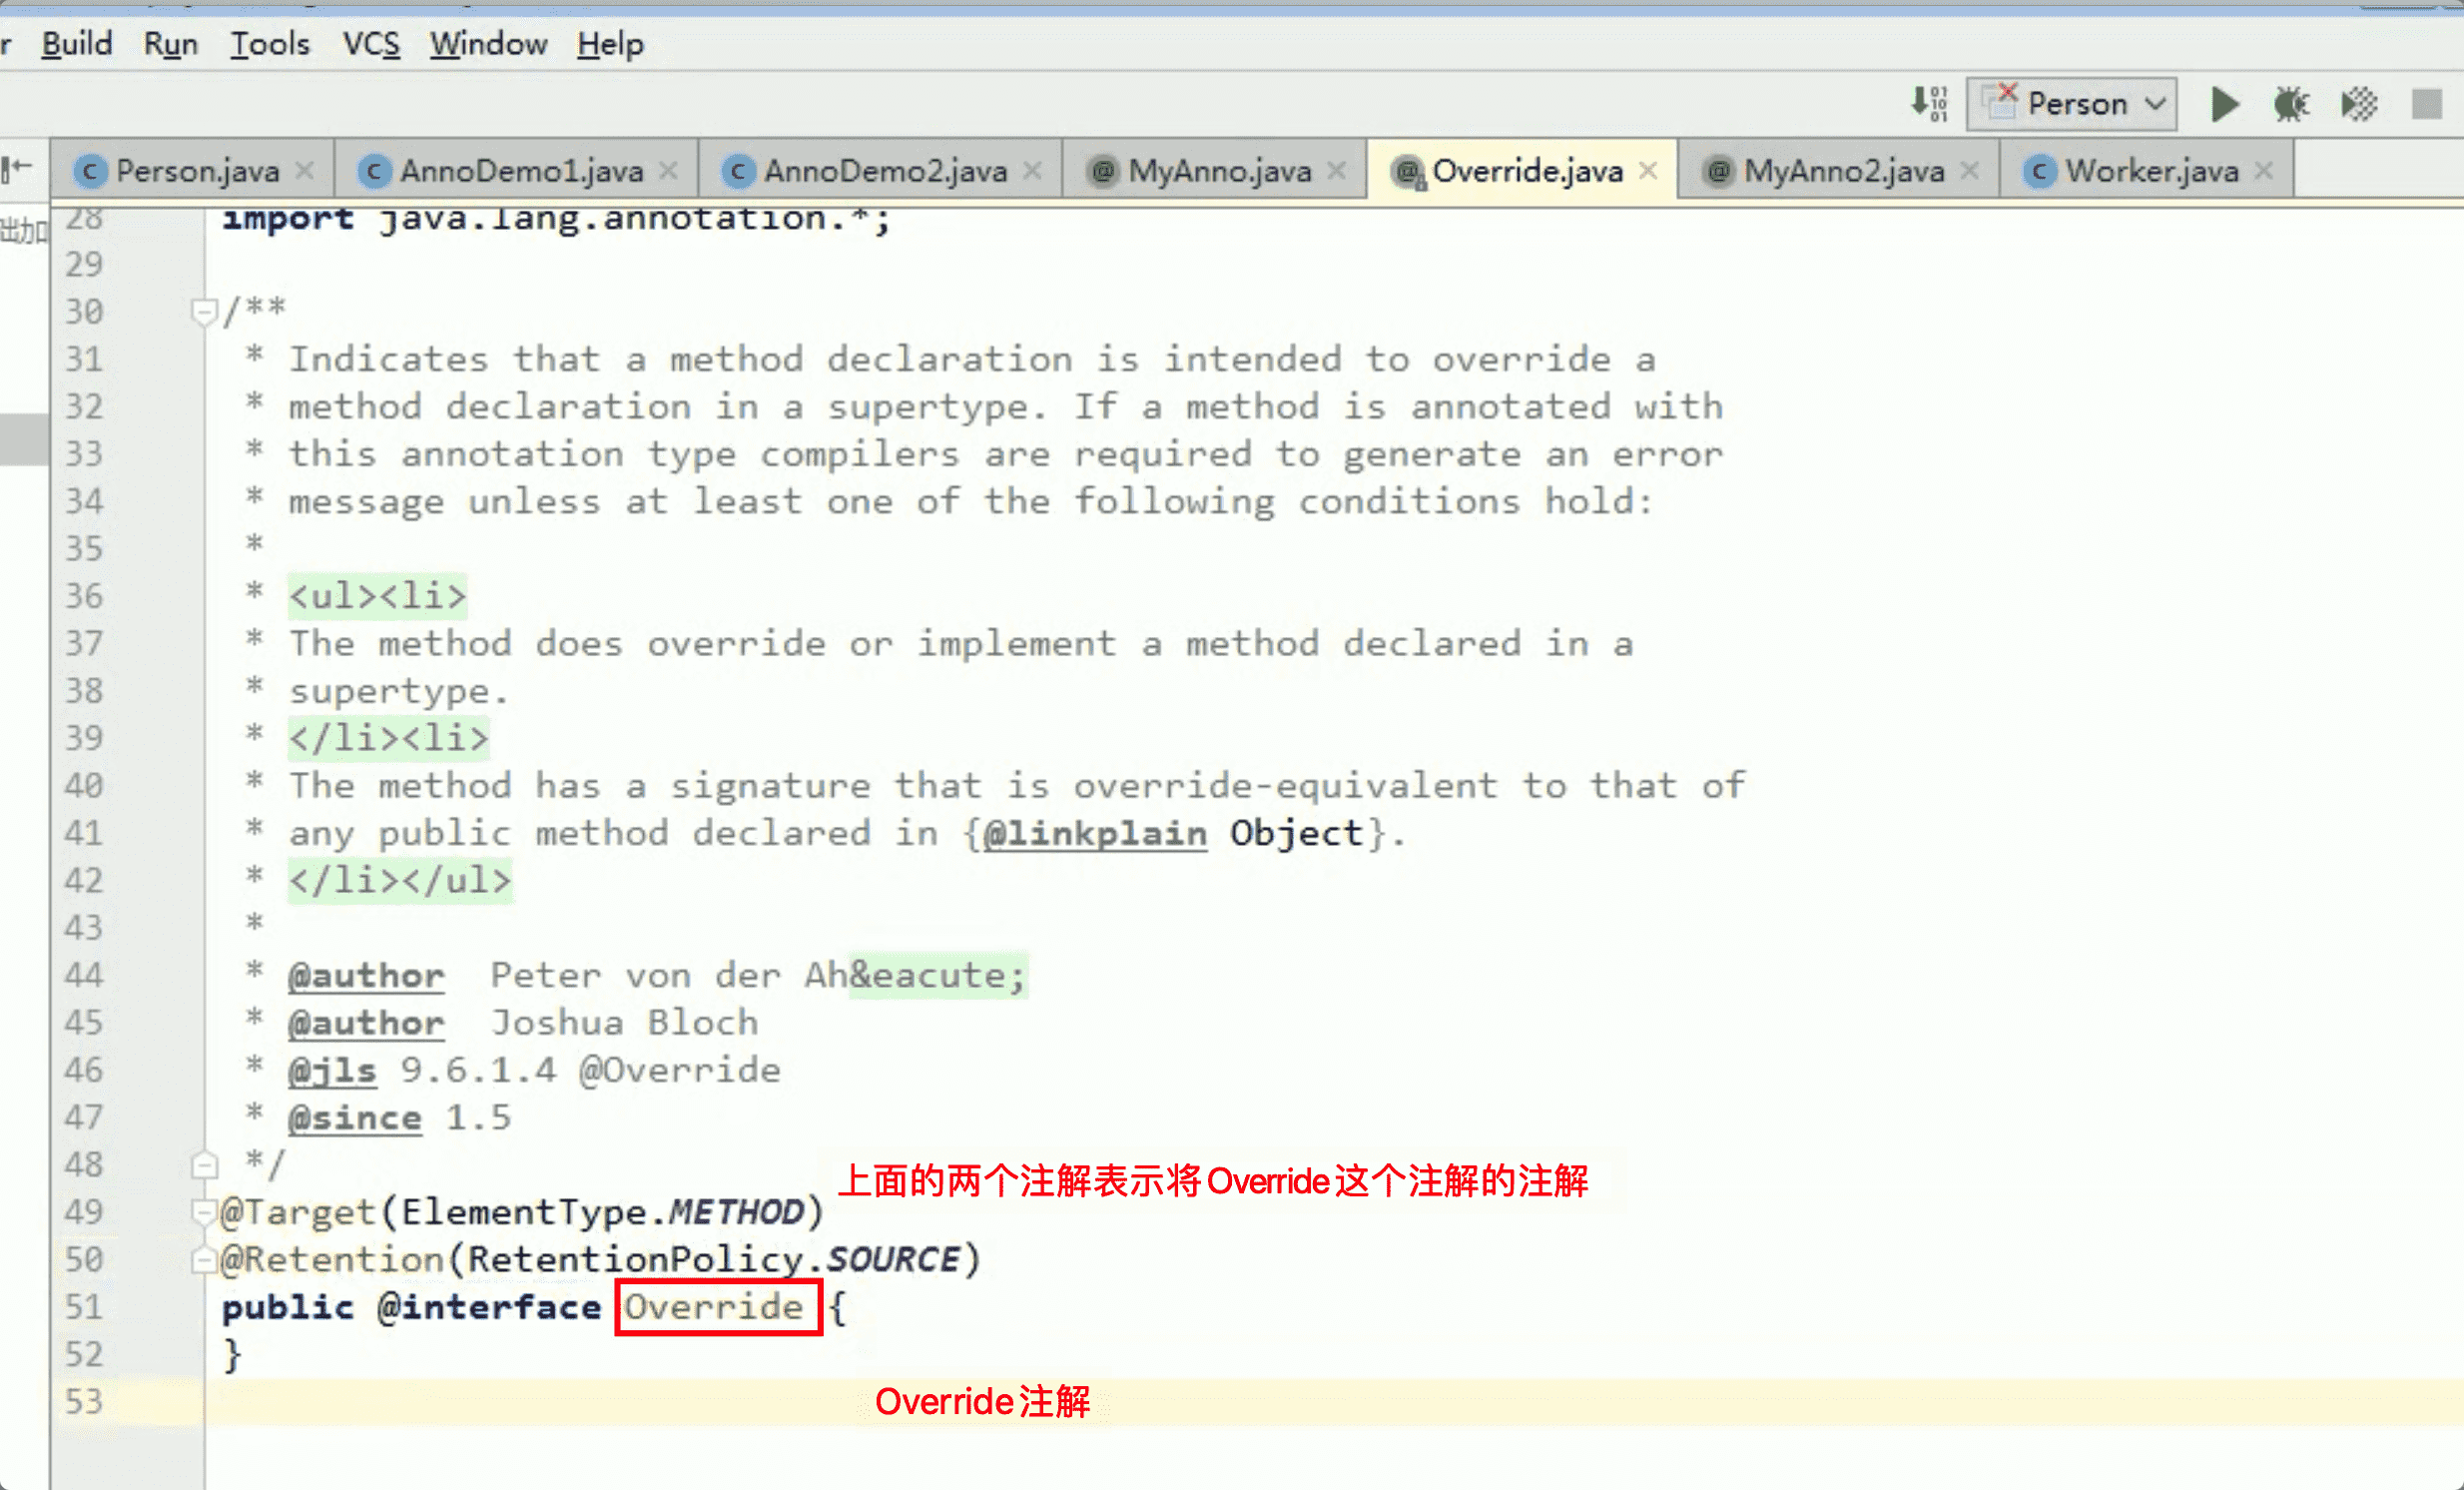 Build Run Tools VCS Window Help
Person
Person.java AnnoDemo1.java AnnoDemo2.java MyAnno.java Override.java MyAnno2.java Worker.java
28 import java.lang.annotation.*;
29
30 /**
31 * Indicates that a method declaration is intended to override a
32 * method declaration in a supertype. If a method is annotated with
33 * this annotation type compilers are required to generate an error
34 * message unless at least one of the following conditions hold:
35 *
36 * <ul><li>
37 * The method does override or implement a method declared in a
38 * supertype.
39 * </li><li>
40 * The method has a signature that is override-equivalent to that of
41 * any public method declared in {@linkplain Object}.
42 * </li></ul>
43 *
44 * @author Peter von der Ah&eacute;
45 * @author Joshua Bloch
46 * @jls 9.6.1.4 @Override
47 * @since 1.5
48 */
上面的两个注解表示将Override这个注解的注解
49 @Target(ElementType.METHOD)
50 @Retention(RetentionPolicy.SOURCE)
51 public @interface Override {
52 }
53
Override注解